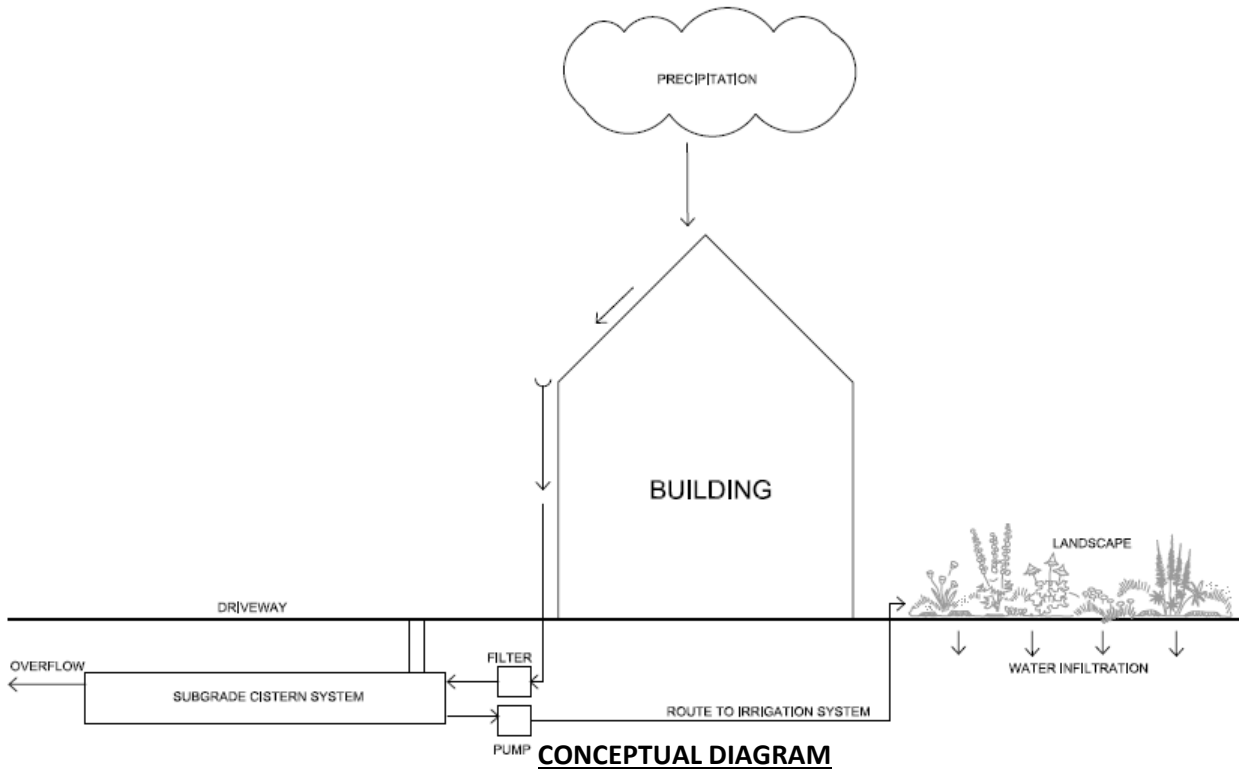 PRECIPITATION
BUILDING
LANDSCAPE
DRIVEWAY
OVERFLOW
FILTER
WATER INFILTRATION
SUBGRADE CISTERN SYSTEM
ROUTE TO IRRIGATION SYSTEM
PUMP
CONCEPTUAL DIAGRAM